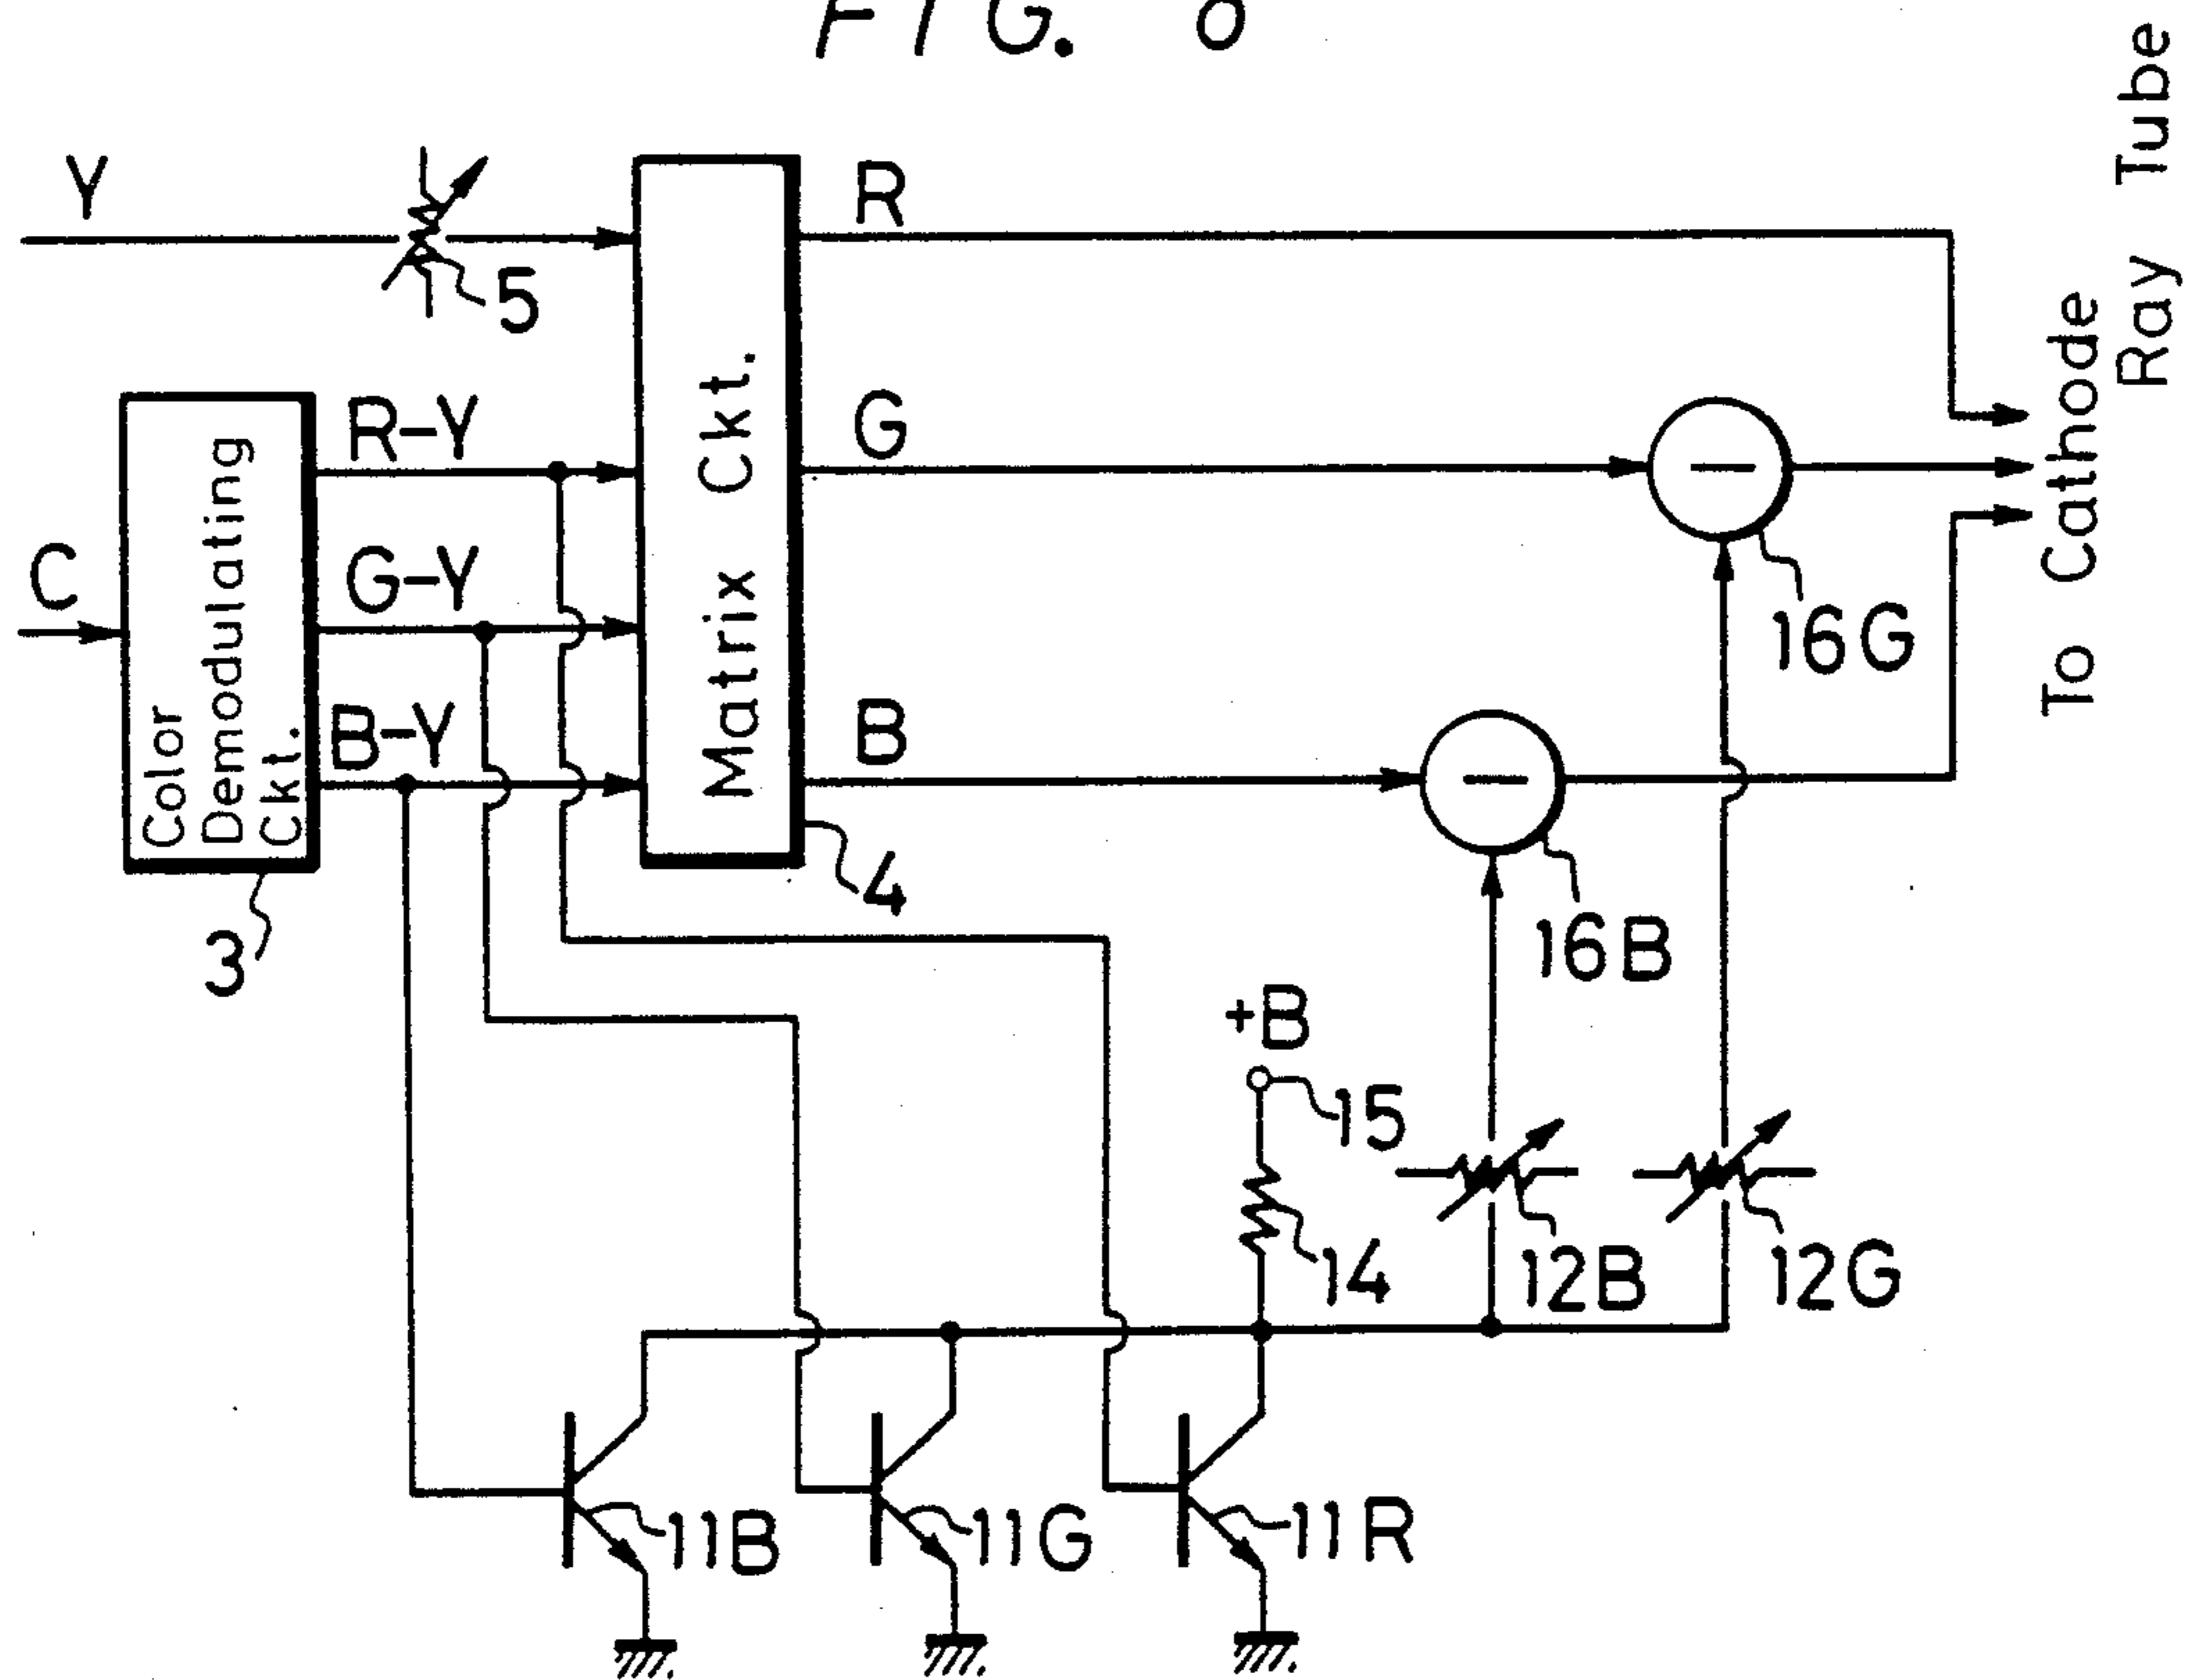 FIG. 8
Y
5
R
R-Y
G
G-Y
C
B-Y
B
Color
Demodulating
Ckt.
Matrix Ckt.
3
4
16G
16B
To Cathode
Ray Tube
+B
15
14
12B
12G
11B
11G
11R